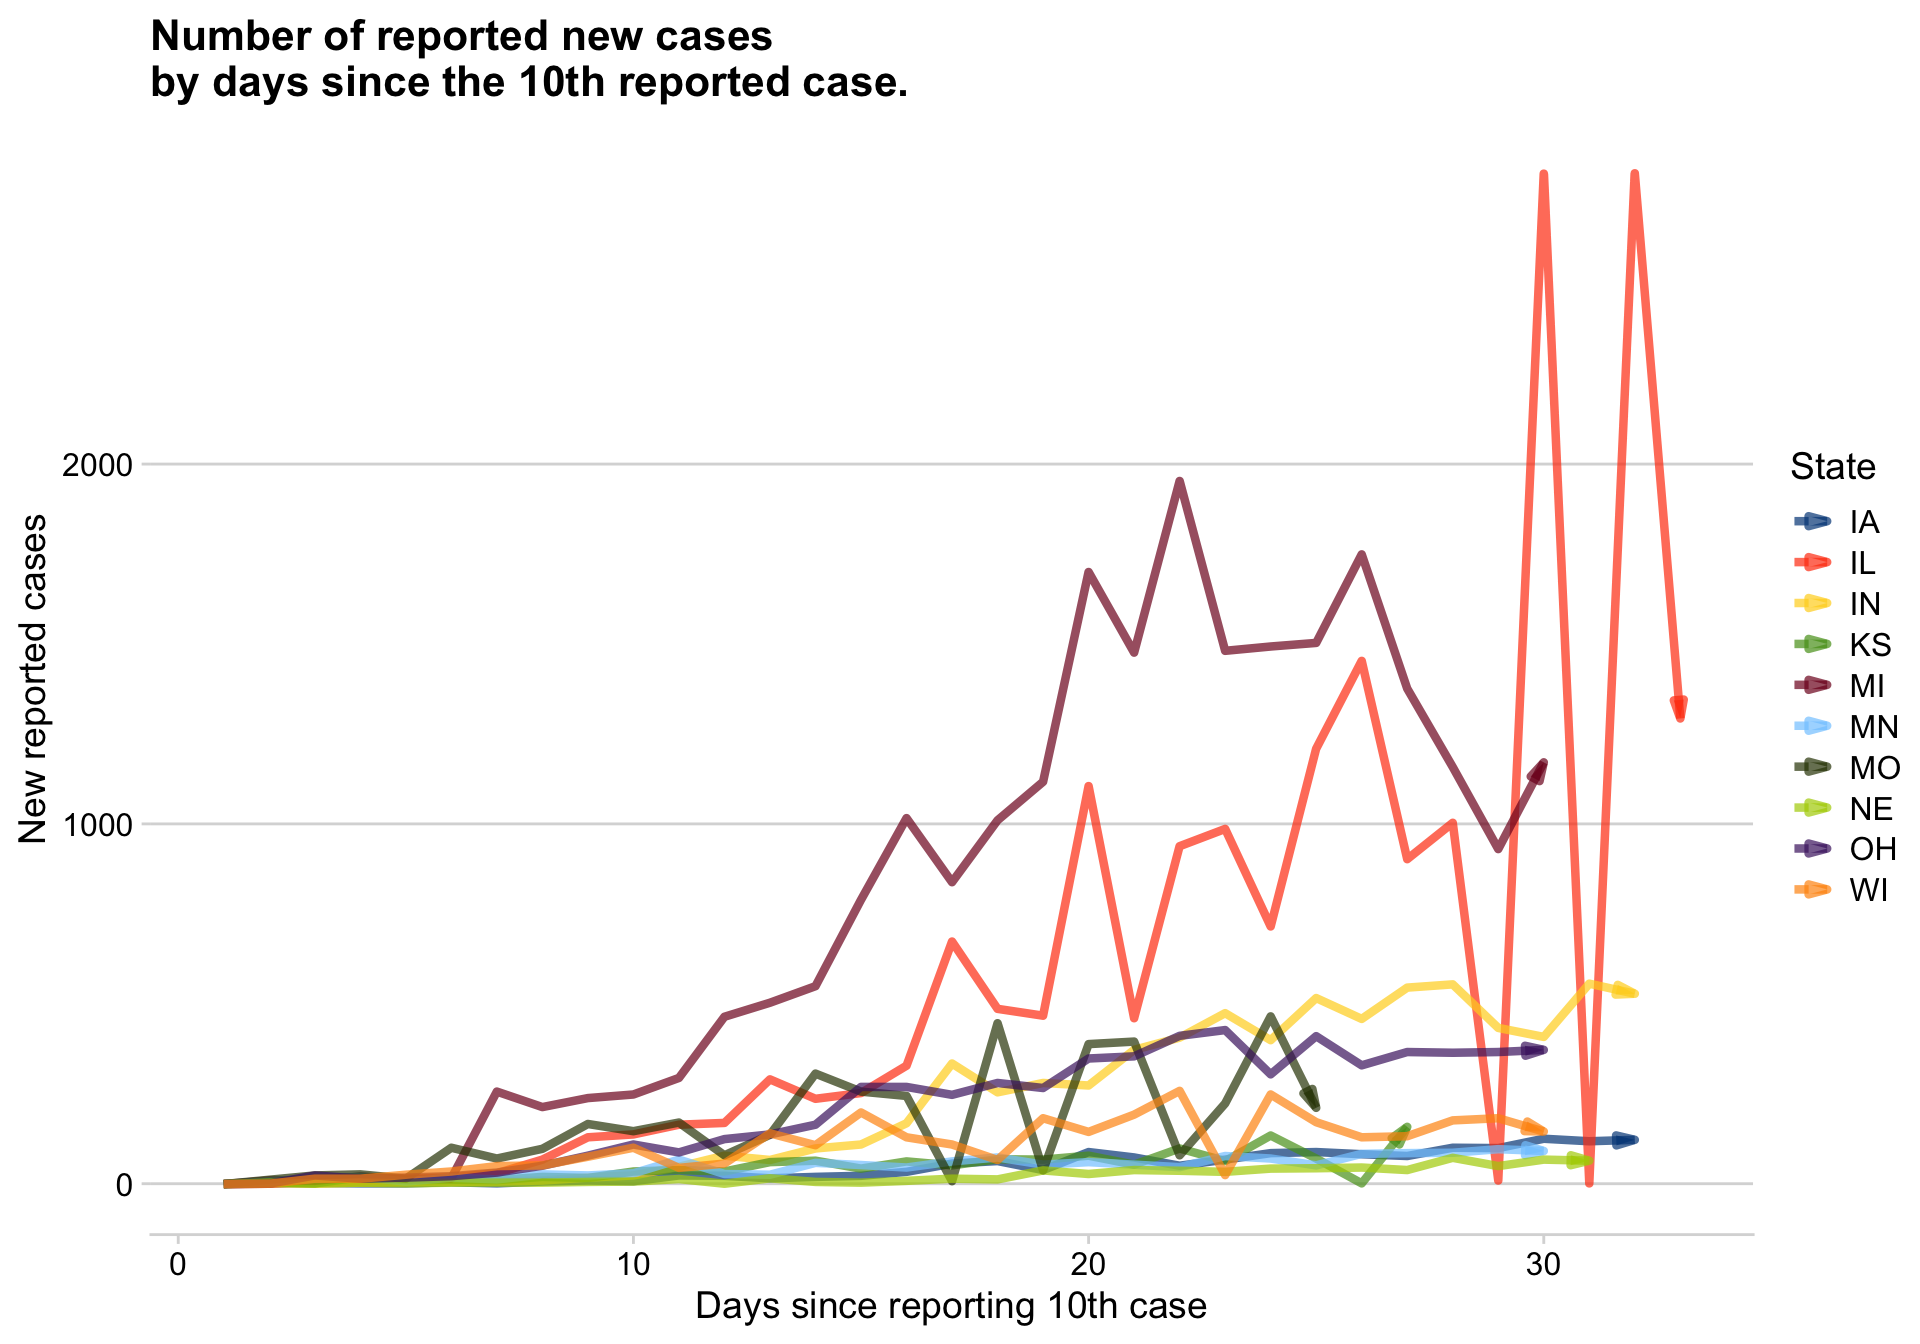 Number of reported new cases
by days since the 10th reported case.
New reported cases
2000
1000
0
0
10
20
30
Days since reporting 10th case
State
IA
IL
IN
KS
MI
MN
MO
NE
OH
WI